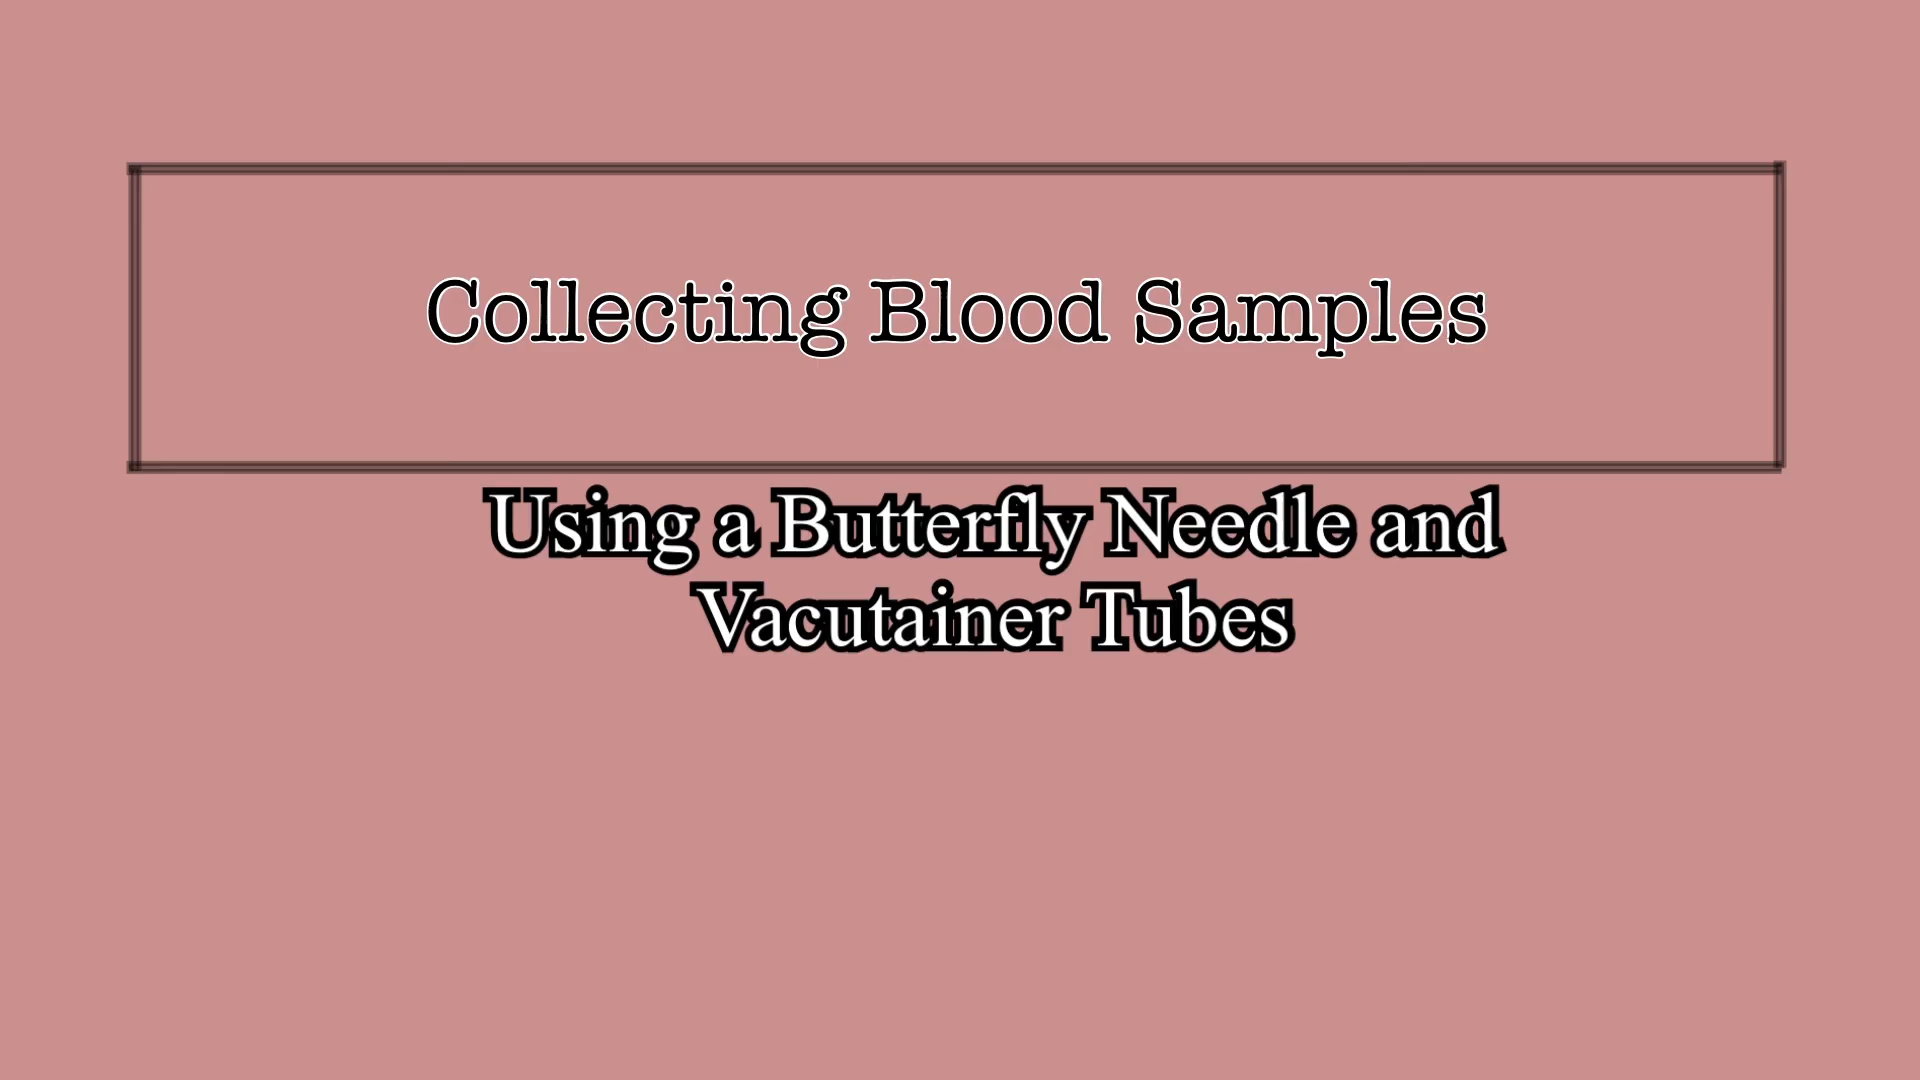 Collecting Blood Samples
Using a Butterfly Needle and
Vacutainer Tubes